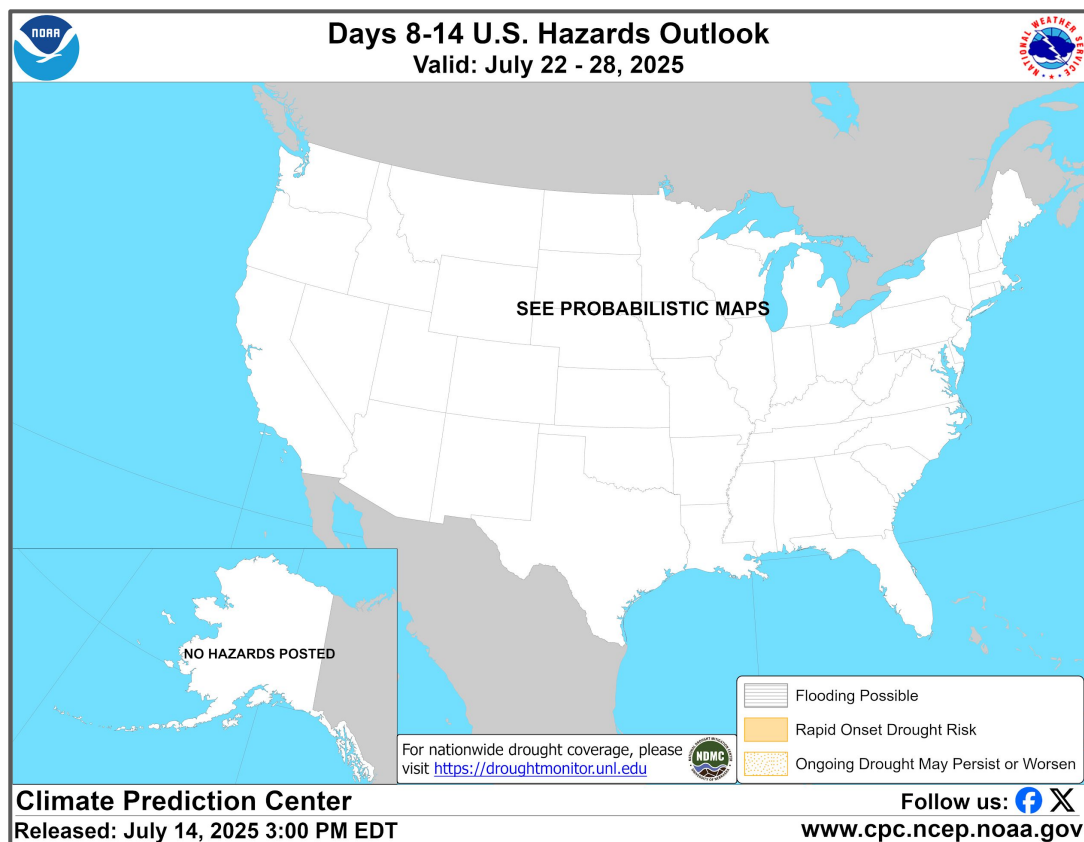 NOAA
Days 8-14 U.S. Hazards Outlook
Valid: July 22 - 28, 2025
NATIONAL WEATHER SERVICE
SEE PROBABILISTIC MAPS
NO HAZARDS POSTED
Flooding Possible
Rapid Onset Drought Risk
Ongoing Drought May Persist or Worsen
For nationwide drought coverage, please
visit https://droughtmonitor.unl.edu
NDMC
Climate Prediction Center
Released: July 14, 2025 3:00 PM EDT
Follow us:
www.cpc.ncep.noaa.gov